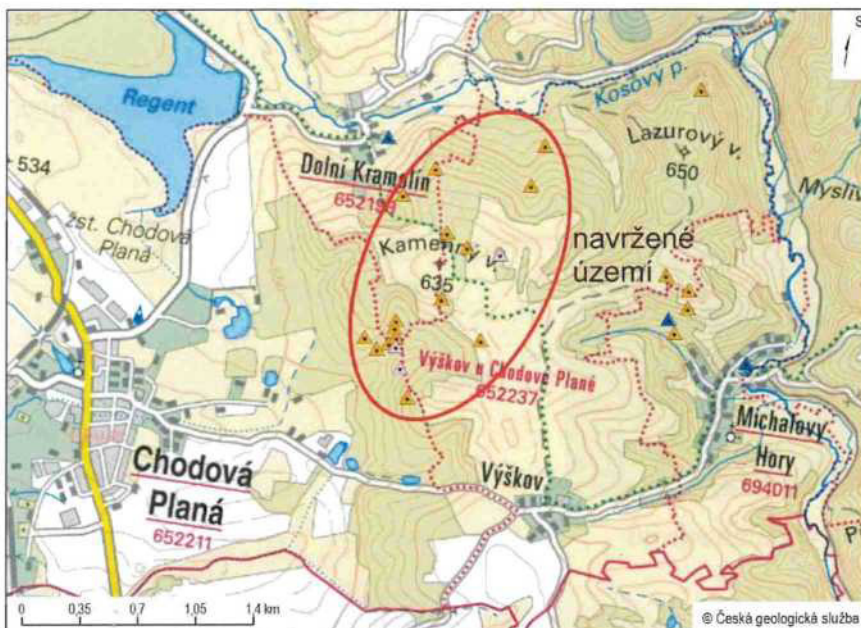 S
Regent
Kosový p.
Lazurový v.
650
534
Dolní Kramolín
652199
žst. Chodová
Planá
Kamenný v.
635
navržené
území
Výškov u Chodové Plané
652237
Chodová
Planá
652211
Výškov
Michalovy
Hory
694011
0 0,35 0,7 1,05 1,4 km
© Česká geologická služba